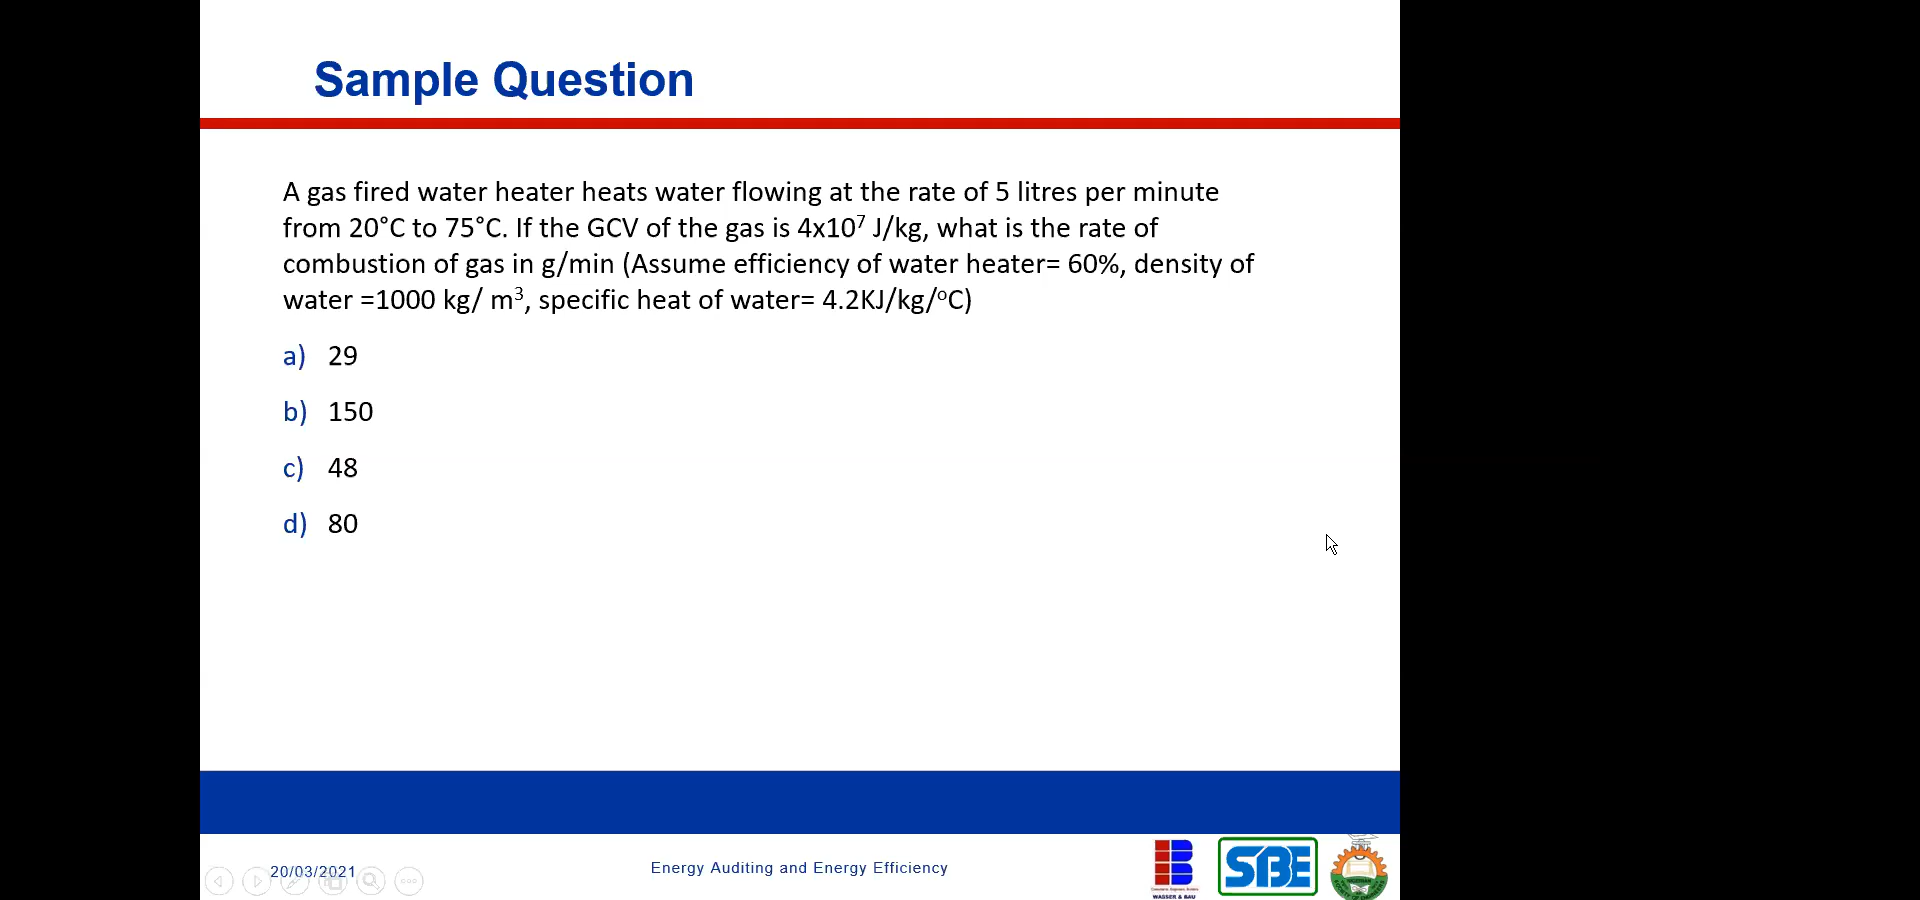 Sample Question
A gas fired water heater heats water flowing at the rate of 5 litres per minute
from 20°C to 75°C. If the GCV of the gas is 4x10⁷ J/kg, what is the rate of
combustion of gas in g/min (Assume efficiency of water heater= 60%, density of
water =1000 kg/ m³, specific heat of water= 4.2KJ/kg/ᵒC)
a) 29
b) 150
c) 48
d) 80
20/03/2021
Energy Auditing and Energy Efficiency
WASSER & BAU
SBE